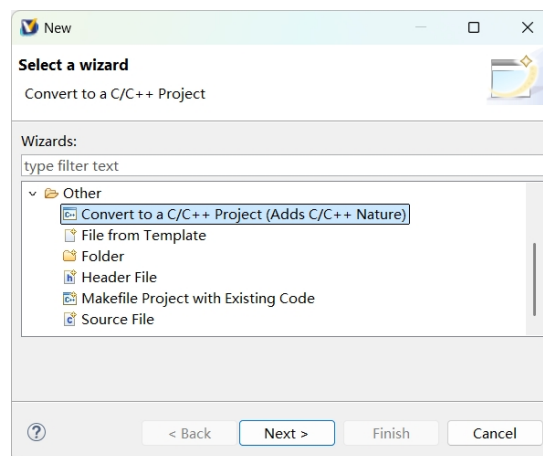 New
Select a wizard
Convert to a C/C++ Project
Wizards:
type filter text
Other
Convert to a C/C++ Project (Adds C/C++ Nature)
File from Template
Folder
Header File
Makefile Project with Existing Code
Source File
? < Back Next > Finish Cancel